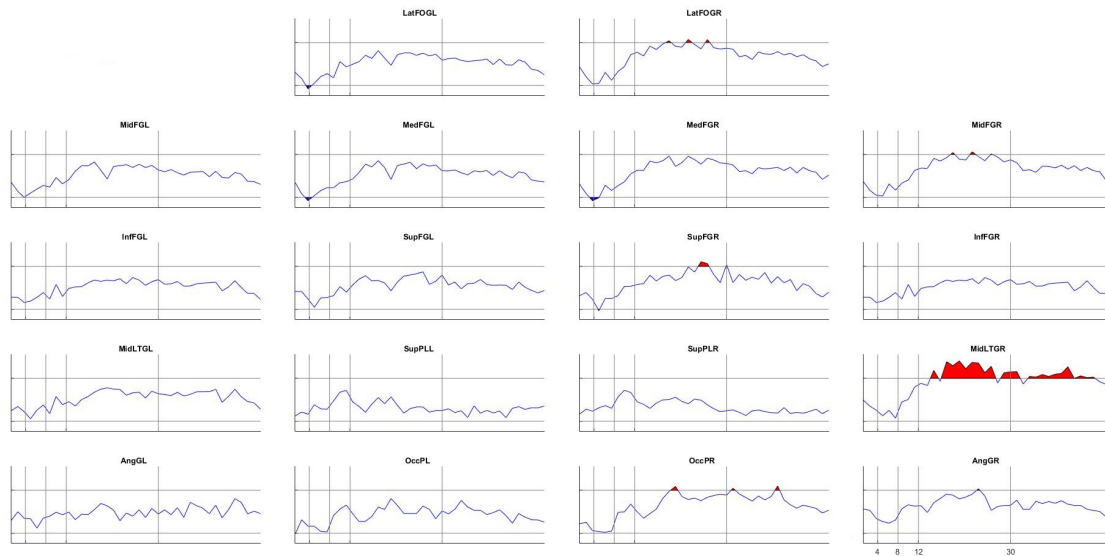 LatFOGL LatFOGR
MidFGL MedFGL MedFGR MidFGR
InfFGL SupFGL SupFGR InfFGR
MidLTGL SupPLL SupPLR MidLTGR
AngGL OccPL OccPR AngGR
4 8 12 30